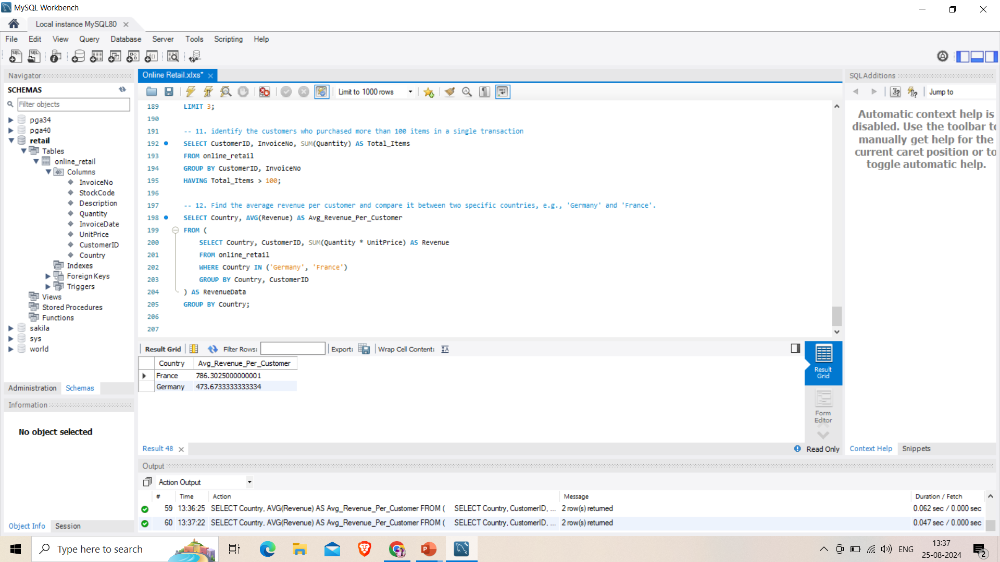 MySQL Workbench
Local instance MySQL80
File Edit View Query Database Server Tools Scripting Help
Navigator
SCHEMAS
Filter objects
pga34
pga40
retail
Tables
online_retail
Columns
InvoiceNo
StockCode
Description
Quantity
InvoiceDate
UnitPrice
CustomerID
Country
Indexes
Foreign Keys
Triggers
Views
Stored Procedures
Functions
sakila
sys
world
Administration Schemas
Information
No object selected
Object Info Session
Online Retail.xlxs*
Limit to 1000 rows
189 LIMIT 3;
190
191 -- 11. identify the customers who purchased more than 100 items in a single transaction
192 SELECT CustomerID, InvoiceNo, SUM(Quantity) AS Total_Items
193 FROM online_retail
194 GROUP BY CustomerID, InvoiceNo
195 HAVING Total_Items > 100;
196
197 -- 12. Find the average revenue per customer and compare it between two specific countries, e.g., 'Germany' and 'France'.
198 SELECT Country, AVG(Revenue) AS Avg_Revenue_Per_Customer
199 FROM (
200 SELECT Country, CustomerID, SUM(Quantity * UnitPrice) AS Revenue
201 FROM online_retail
202 WHERE Country IN ('Germany', 'France')
203 GROUP BY Country, CustomerID
204 ) AS RevenueData
205 GROUP BY Country;
206
207
Result Grid Filter Rows: Export: Wrap Cell Content:
Country Avg_Revenue_Per_Customer
France 786.3025000000001
Germany 473.6733333333334
Result Grid
Form Editor
Result 48
Read Only
SQLAdditions
Jump to
Automatic context help is
disabled. Use the toolbar to
manually get help for the
current caret position or to
toggle automatic help.
Context Help Snippets
Output
Action Output
# Time Action Message Duration / Fetch
59 13:36:25 SELECT Country, AVG(Revenue) AS Avg_Revenue_Per_Customer FROM ( SELECT Country, CustomerID, ... 2 row(s) returned 0.062 sec / 0.000 sec
60 13:37:22 SELECT Country, AVG(Revenue) AS Avg_Revenue_Per_Customer FROM ( SELECT Country, CustomerID, ... 2 row(s) returned 0.047 sec / 0.000 sec
Type here to search
ENG
13:37
25-08-2024
2